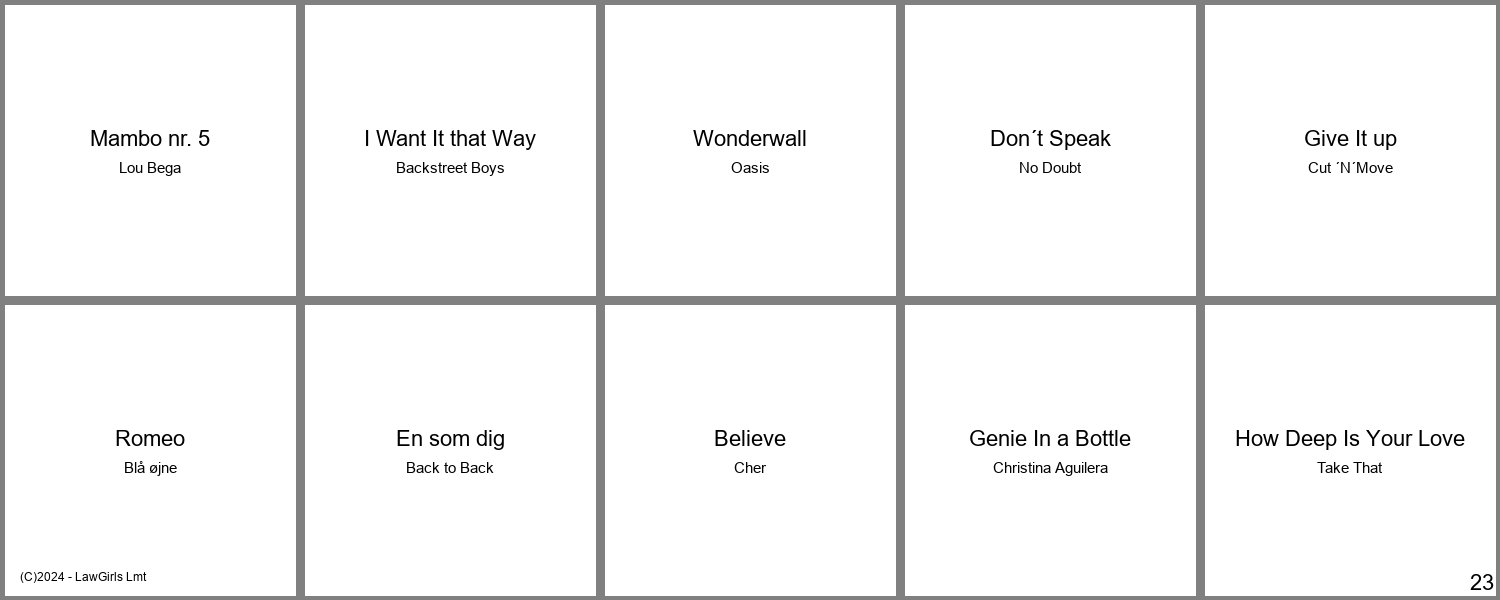 Mambo nr. 5
Lou Bega
I Want It that Way
Backstreet Boys
Wonderwall
Oasis
Don´t Speak
No Doubt
Give It up
Cut ´N´Move
Romeo
Blå øjne
En som dig
Back to Back
Believe
Cher
Genie In a Bottle
Christina Aguilera
How Deep Is Your Love
Take That
(C)2024 - LawGirls Lmt
23